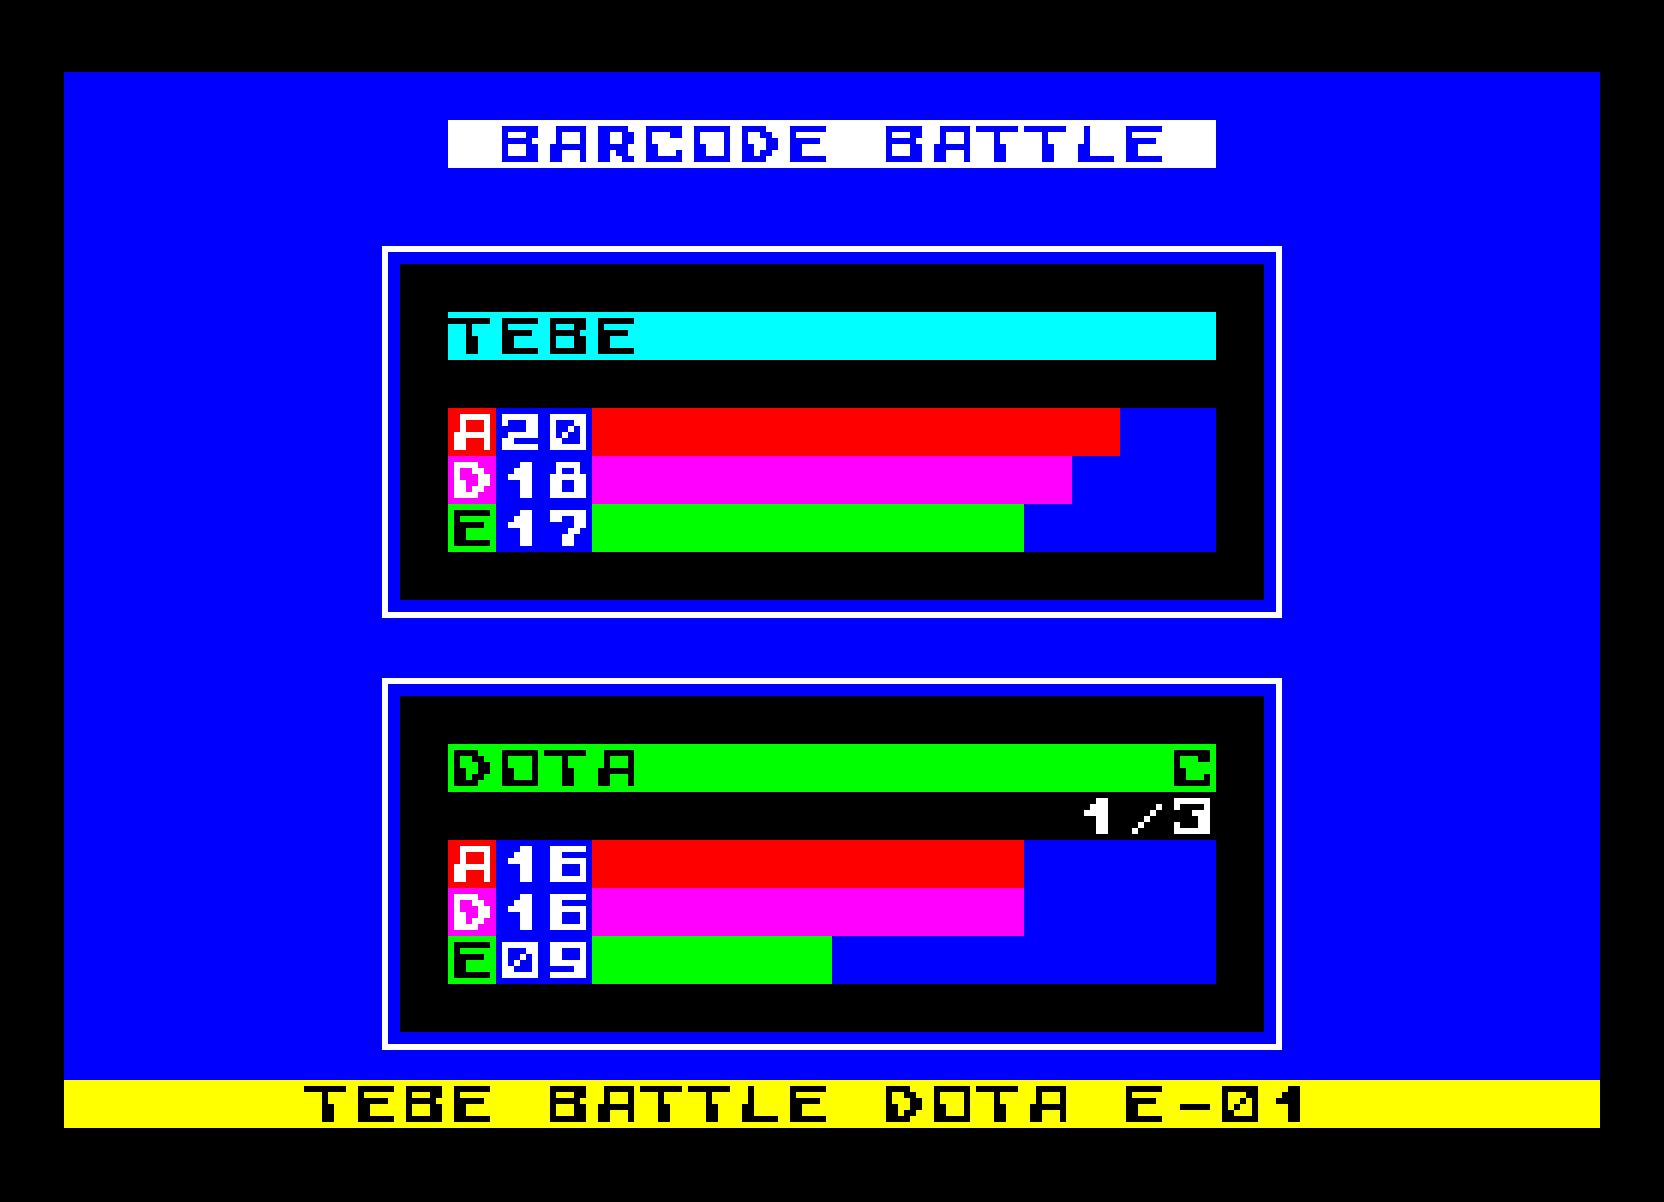 BARCODE BATTLE
TEBE
A20
D18
E17
DOTA C
1/3
A16
D16
E09
TEBE BATTLE DOTA E-01